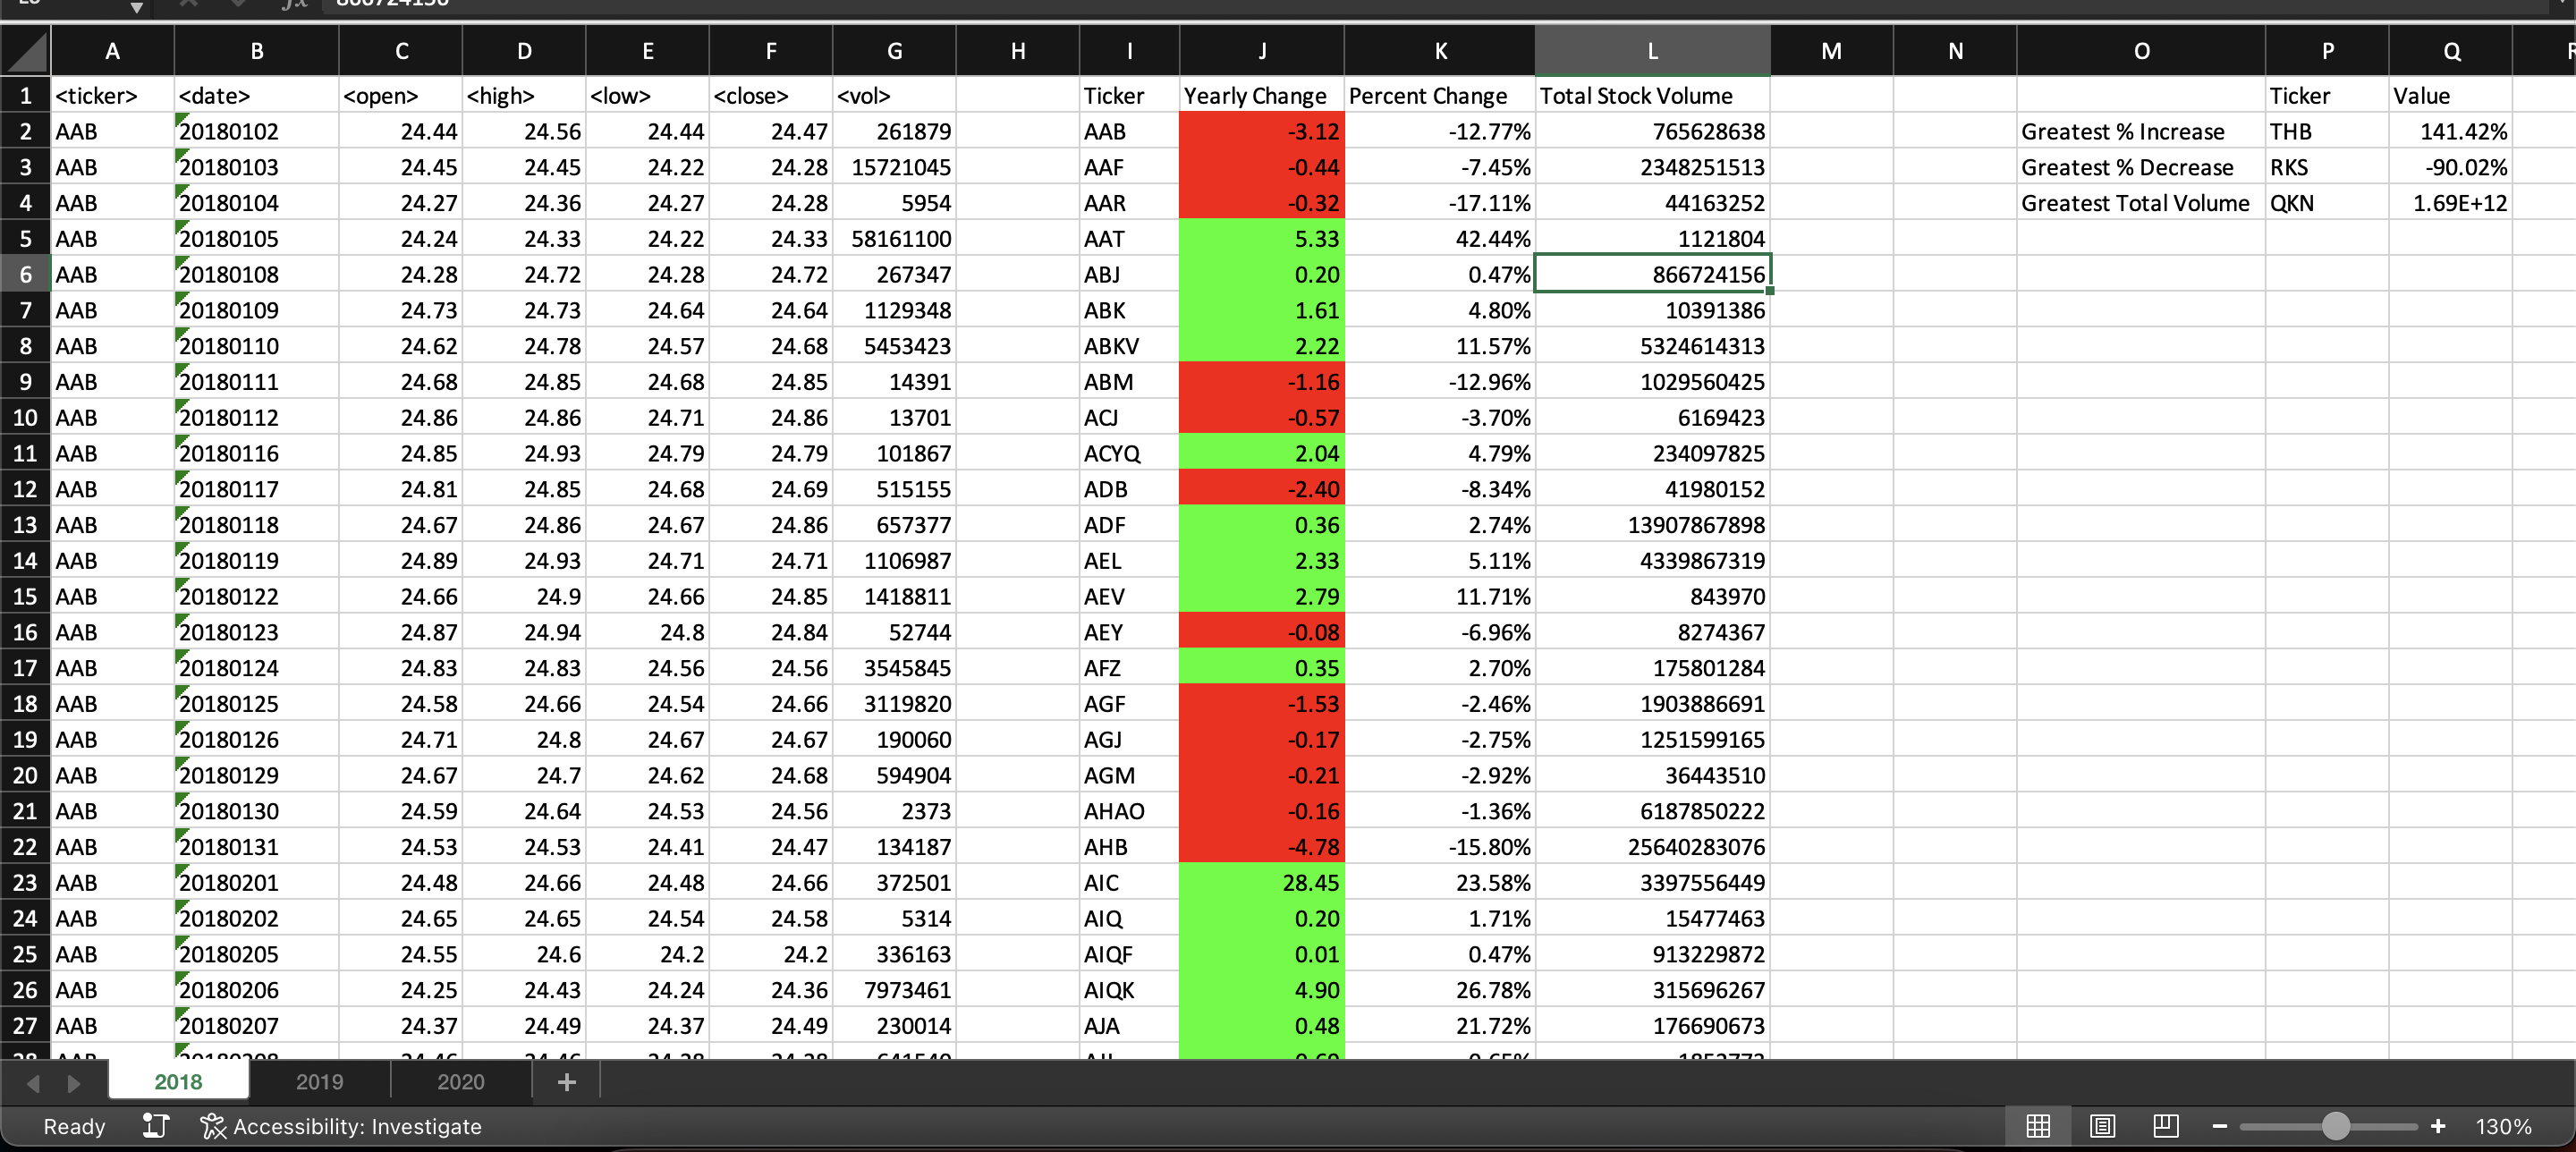 A B C D E F G H I J K L M N O P Q
1 <ticker> <date> <open> <high> <low> <close> <vol> Ticker Yearly Change Percent Change Total Stock Volume Ticker Value
2 AAB 20180102 24.44 24.56 24.44 24.47 261879 AAB -3.12 -12.77% 765628638 Greatest % Increase THB 141.42%
3 AAB 20180103 24.45 24.45 24.22 24.28 15721045 AAF -0.44 -7.45% 2348251513 Greatest % Decrease RKS -90.02%
4 AAB 20180104 24.27 24.36 24.27 24.28 5954 AAR -0.32 -17.11% 44163252 Greatest Total Volume QKN 1.69E+12
5 AAB 20180105 24.24 24.33 24.22 24.33 58161100 AAT 5.33 42.44% 1121804
6 AAB 20180108 24.28 24.72 24.28 24.72 267347 ABJ 0.20 0.47% 866724156
7 AAB 20180109 24.73 24.73 24.64 24.64 1129348 ABK 1.61 4.80% 10391386
8 AAB 20180110 24.62 24.78 24.57 24.68 5453423 ABKV 2.22 11.57% 5324614313
9 AAB 20180111 24.68 24.85 24.68 24.85 14391 ABM -1.16 -12.96% 1029560425
10 AAB 20180112 24.86 24.86 24.71 24.86 13701 ACJ -0.57 -3.70% 6169423
11 AAB 20180116 24.85 24.93 24.79 24.79 101867 ACYQ 2.04 4.79% 234097825
12 AAB 20180117 24.81 24.85 24.68 24.69 515155 ADB -2.40 -8.34% 41980152
13 AAB 20180118 24.67 24.86 24.67 24.86 657377 ADF 0.36 2.74% 13907867898
14 AAB 20180119 24.89 24.93 24.71 24.71 1106987 AEL 2.33 5.11% 4339867319
15 AAB 20180122 24.66 24.9 24.66 24.85 1418811 AEV 2.79 11.71% 843970
16 AAB 20180123 24.87 24.94 24.8 24.84 52744 AEY -0.08 -6.96% 8274367
17 AAB 20180124 24.83 24.83 24.56 24.56 3545845 AFZ 0.35 2.70% 175801284
18 AAB 20180125 24.58 24.66 24.54 24.66 3119820 AGF -1.53 -2.46% 1903886691
19 AAB 20180126 24.71 24.8 24.67 24.67 190060 AGJ -0.17 -2.75% 1251599165
20 AAB 20180129 24.67 24.7 24.62 24.68 594904 AGM -0.21 -2.92% 36443510
21 AAB 20180130 24.59 24.64 24.53 24.56 2373 AHAO -0.16 -1.36% 6187850222
22 AAB 20180131 24.53 24.53 24.41 24.47 134187 AHB -4.78 -15.80% 25640283076
23 AAB 20180201 24.48 24.66 24.48 24.66 372501 AIC 28.45 23.58% 3397556449
24 AAB 20180202 24.65 24.65 24.54 24.58 5314 AIQ 0.20 1.71% 15477463
25 AAB 20180205 24.55 24.6 24.2 24.2 336163 AIQF 0.01 0.47% 913229872
26 AAB 20180206 24.25 24.43 24.24 24.36 7973461 AIQK 4.90 26.78% 315696267
27 AAB 20180207 24.37 24.49 24.37 24.49 230014 AJA 0.48 21.72% 176690673
2018 2019 2020 +
Ready Accessibility: Investigate 130%